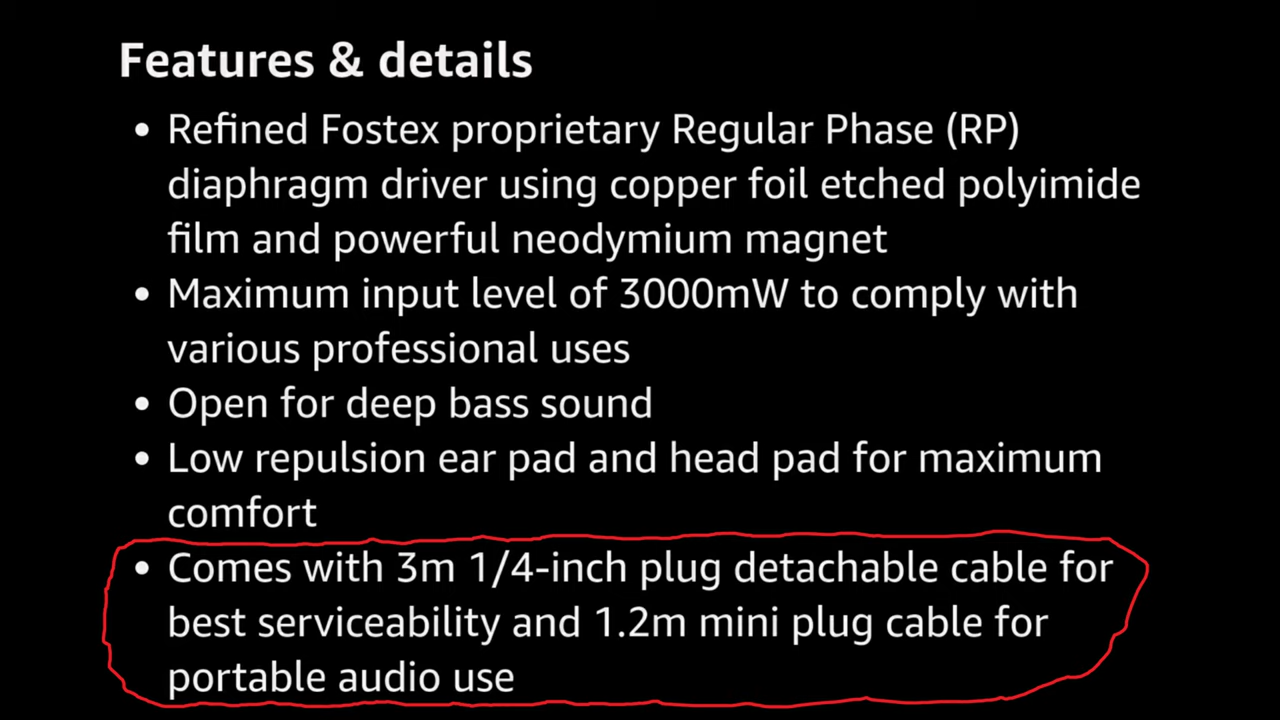 Features & details
• Refined Fostex proprietary Regular Phase (RP)
diaphragm driver using copper foil etched polyimide
film and powerful neodymium magnet
• Maximum input level of 3000mW to comply with
various professional uses
• Open for deep bass sound
• Low repulsion ear pad and head pad for maximum
comfort
• Comes with 3m 1/4-inch plug detachable cable for
best serviceability and 1.2m mini plug cable for
portable audio use